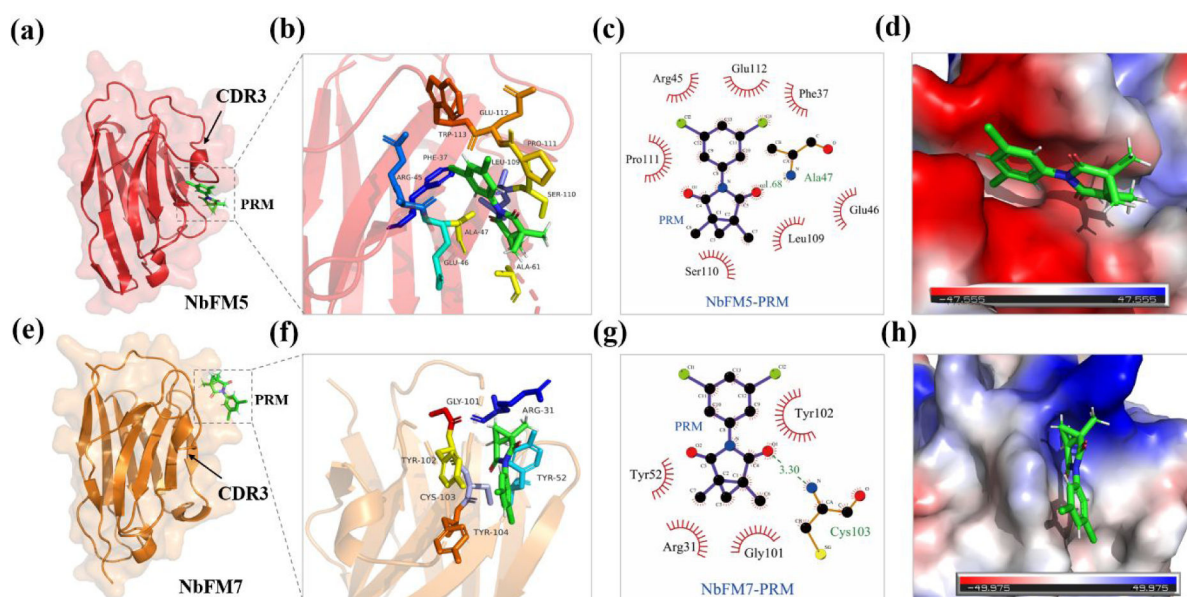 (a)
CDR3
PRM
NbFM5
(b)
GLU-112
TRP-113
PRO-111
PHE-37
LEU-109
ARG-45
SER-110
ALA-47
GLU-46
ALA-61
(c)
Glu112
Arg45
Phe37
Pro111
Ala47
PRM
Glu46
Leu109
Ser110
NbFM5-PRM
(d)
-47.555 47.555
(e)
PRM
CDR3
NbFM7
(f)
GLY-101
ARG-31
TYR-102
TYR-52
CYS-103
TYR-104
(g)
Cl1 Cl2
PRM
Tyr102
3.30
Tyr52
Cys103
Arg31
Gly101
NbFM7-PRM
(h)
-49.975 49.975